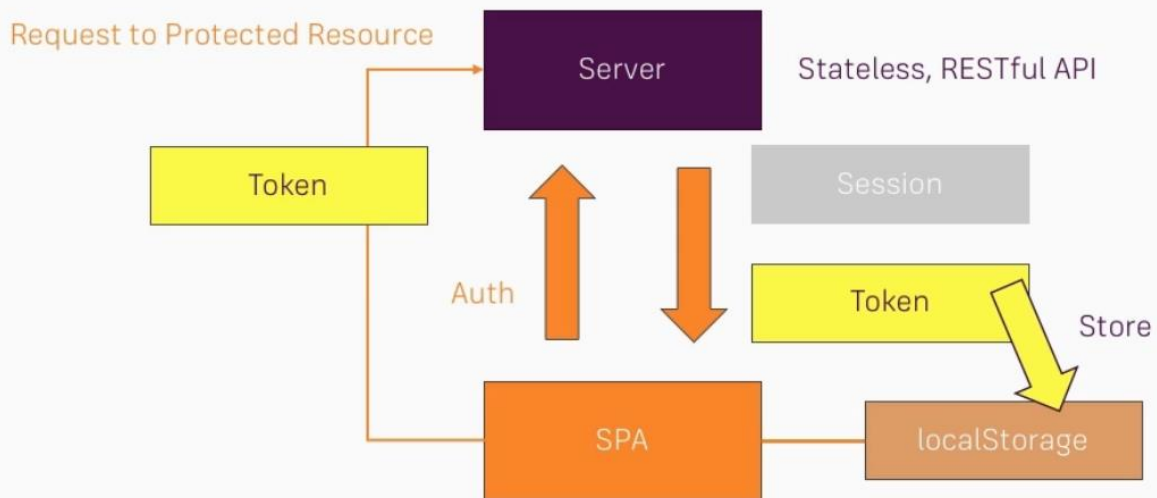 Request to Protected Resource
Server
Stateless, RESTful API
Token
Session
Auth
Token
Store
SPA
localStorage